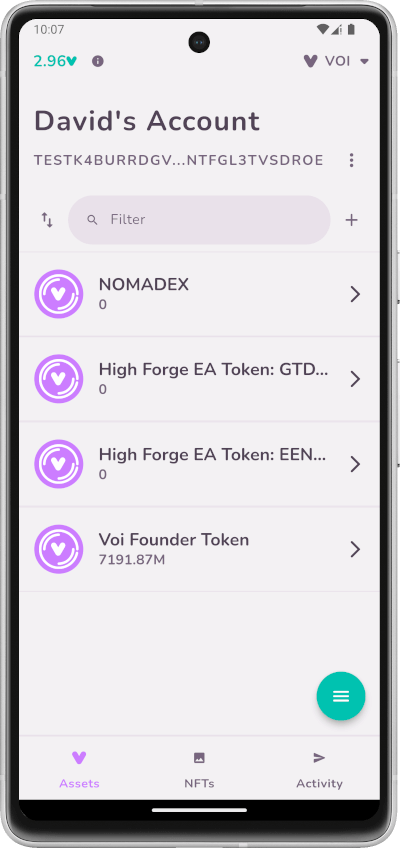 10:07
2.96
VOI
David's Account
TESTK4BURRDGV...NTFGL3TVSDROE
Filter
NOMADEX
0
High Forge EA Token: GTD...
0
High Forge EA Token: EEN...
0
Voi Founder Token
7191.87M
Assets
NFTs
Activity